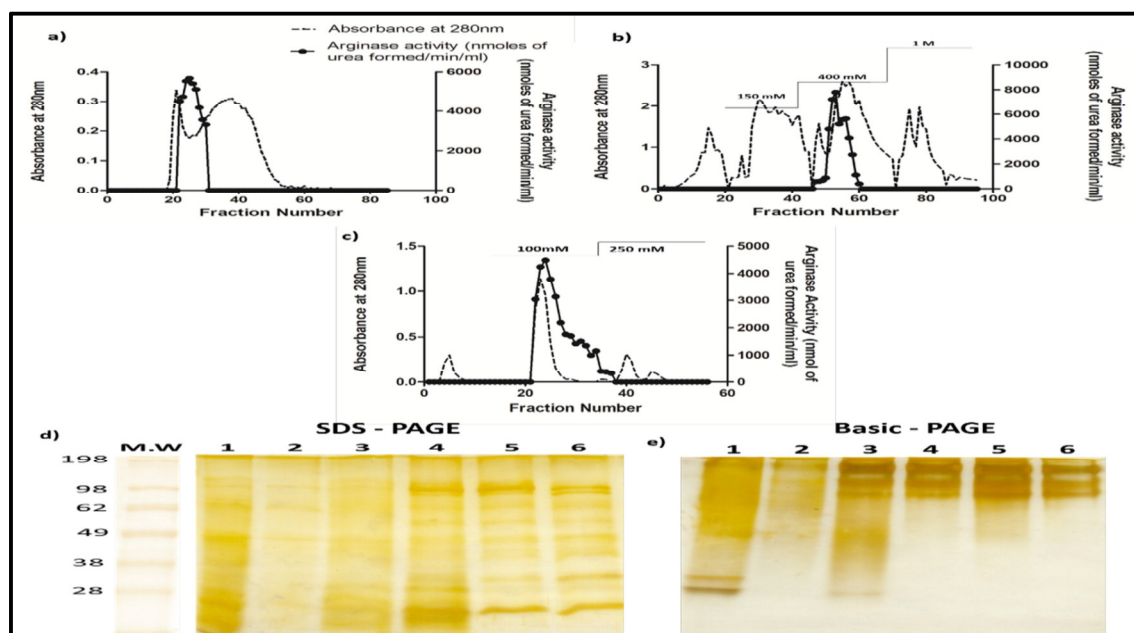 a)
Absorbance at 280nm
Arginase activity (nmoles of
urea formed/min/ml)
0.4
0.3
0.2
0.1
0.0
Absorbance at 280nm
6000
4000
2000
0
Arginase activity
(nmoles of urea formed/min/ml)
0 20 40 60 80 100
Fraction Number
b)
1 M
400 mM
150 mM
3
2
1
0
Absorbance at 280nm
10000
8000
6000
4000
2000
0
Arginase activity
(nmoles of urea formed/min/ml)
0 20 40 60 80 100
Fraction Number
c)
100mM
250 mM
1.5
1.0
0.5
0.0
Absorbance at 280nm
5000
4000
3000
2000
1000
0
Arginase Activity (nmol of
urea formed/min/ml)
0 20 40 60
Fraction Number
d)
SDS - PAGE
M.W 1 2 3 4 5 6
198
98
62
49
38
28
e)
Basic - PAGE
1 2 3 4 5 6